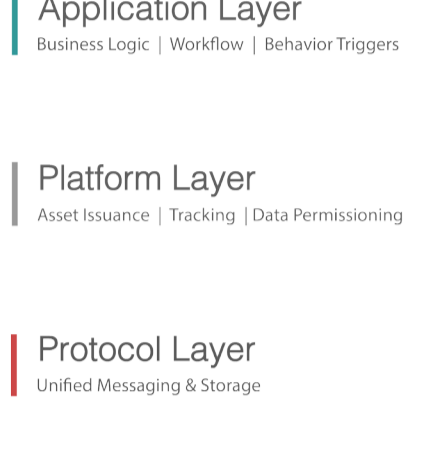 Application Layer
Business Logic | Workflow | Behavior Triggers
Platform Layer
Asset Issuance | Tracking | Data Permissioning
Protocol Layer
Unified Messaging & Storage